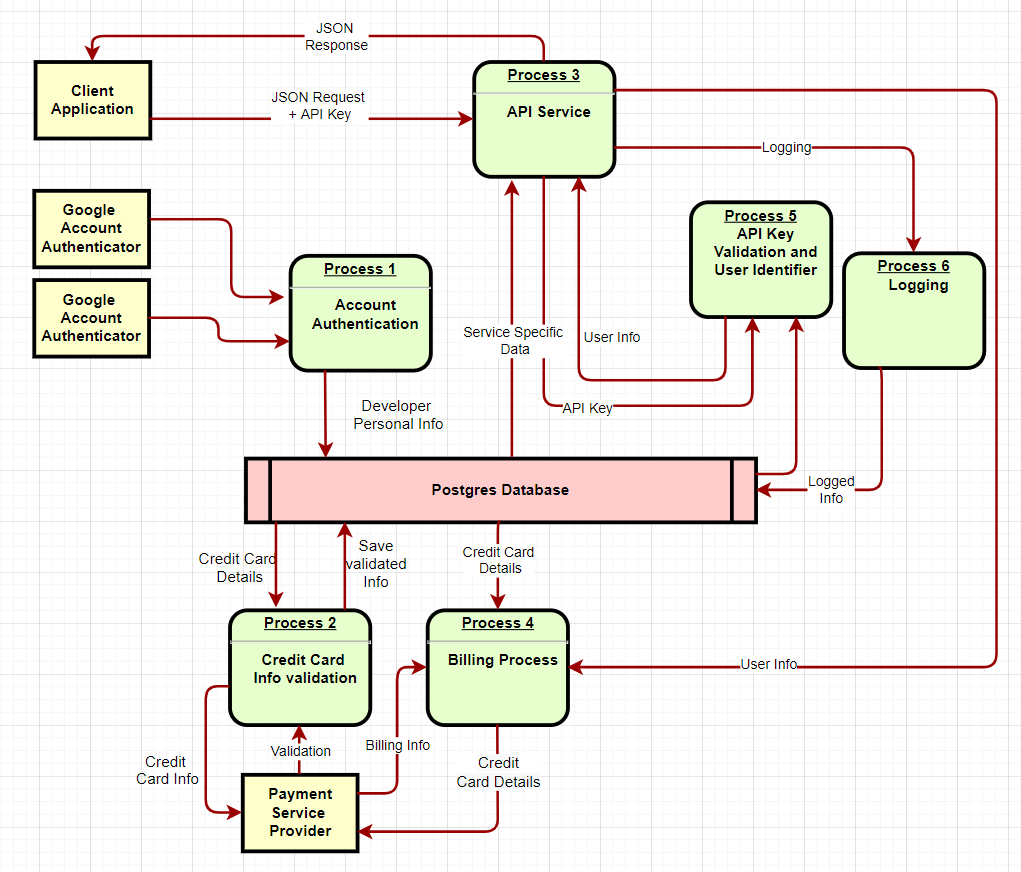 JSON
Response
Client
Application
JSON Request
+ API Key
Process 3
API Service
Logging
Google
Account
Authenticator
Process 1
Account
Authentication
Process 5
API Key
Validation and
User Identifier
Process 6
Logging
Google
Account
Authenticator
Service Specific
Data
User Info
API Key
Developer
Personal Info
Postgres Database
Logged
Info
Credit Card
Details
Save
validated
Info
Credit Card
Details
Process 2
Credit Card
Info validation
Process 4
Billing Process
User Info
Validation
Billing Info
Credit
Card Info
Credit
Card Details
Payment
Service
Provider